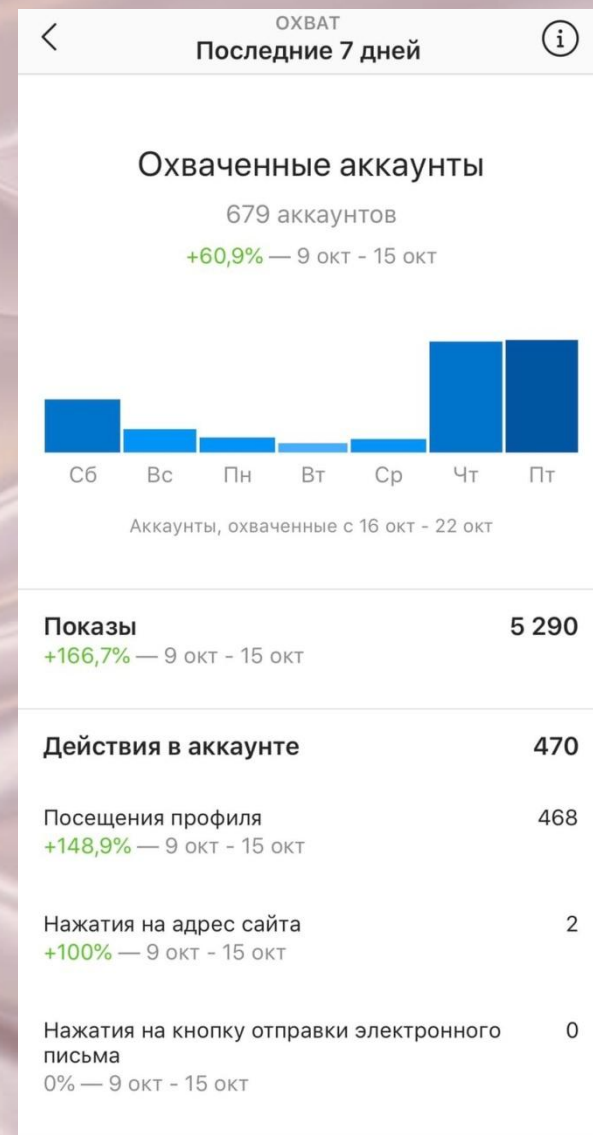 ОХВАТ
Последние 7 дней
Охваченные аккаунты
679 аккаунтов
+60,9% — 9 окт - 15 окт
Сб Вс Пн Вт Ср Чт Пт
Аккаунты, охваченные с 16 окт - 22 окт
Показы 5 290
+166,7% — 9 окт - 15 окт
Действия в аккаунте 470
Посещения профиля 468
+148,9% — 9 окт - 15 окт
Нажатия на адрес сайта 2
+100% — 9 окт - 15 окт
Нажатия на кнопку отправки электронного 0
письма
0% — 9 окт - 15 окт